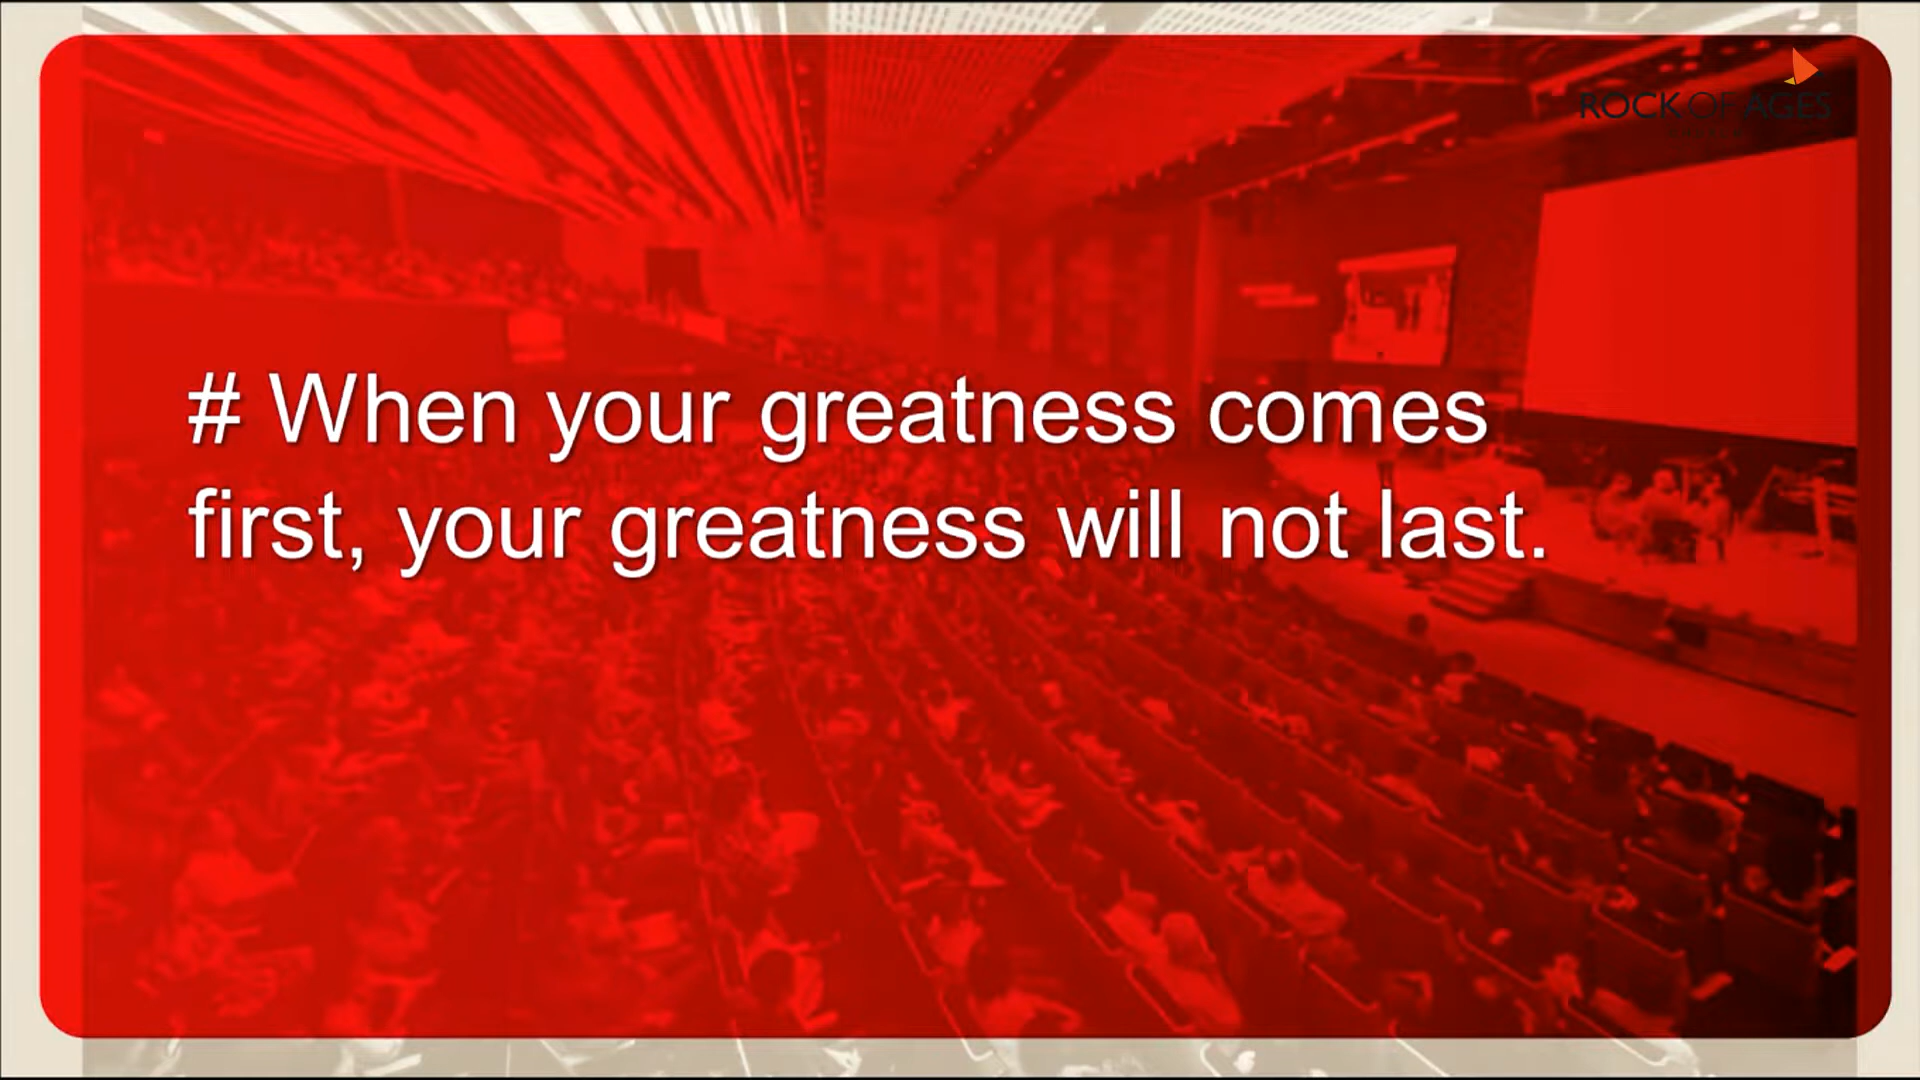 ROCK OF AGES
# When your greatness comes
first, your greatness will not last.